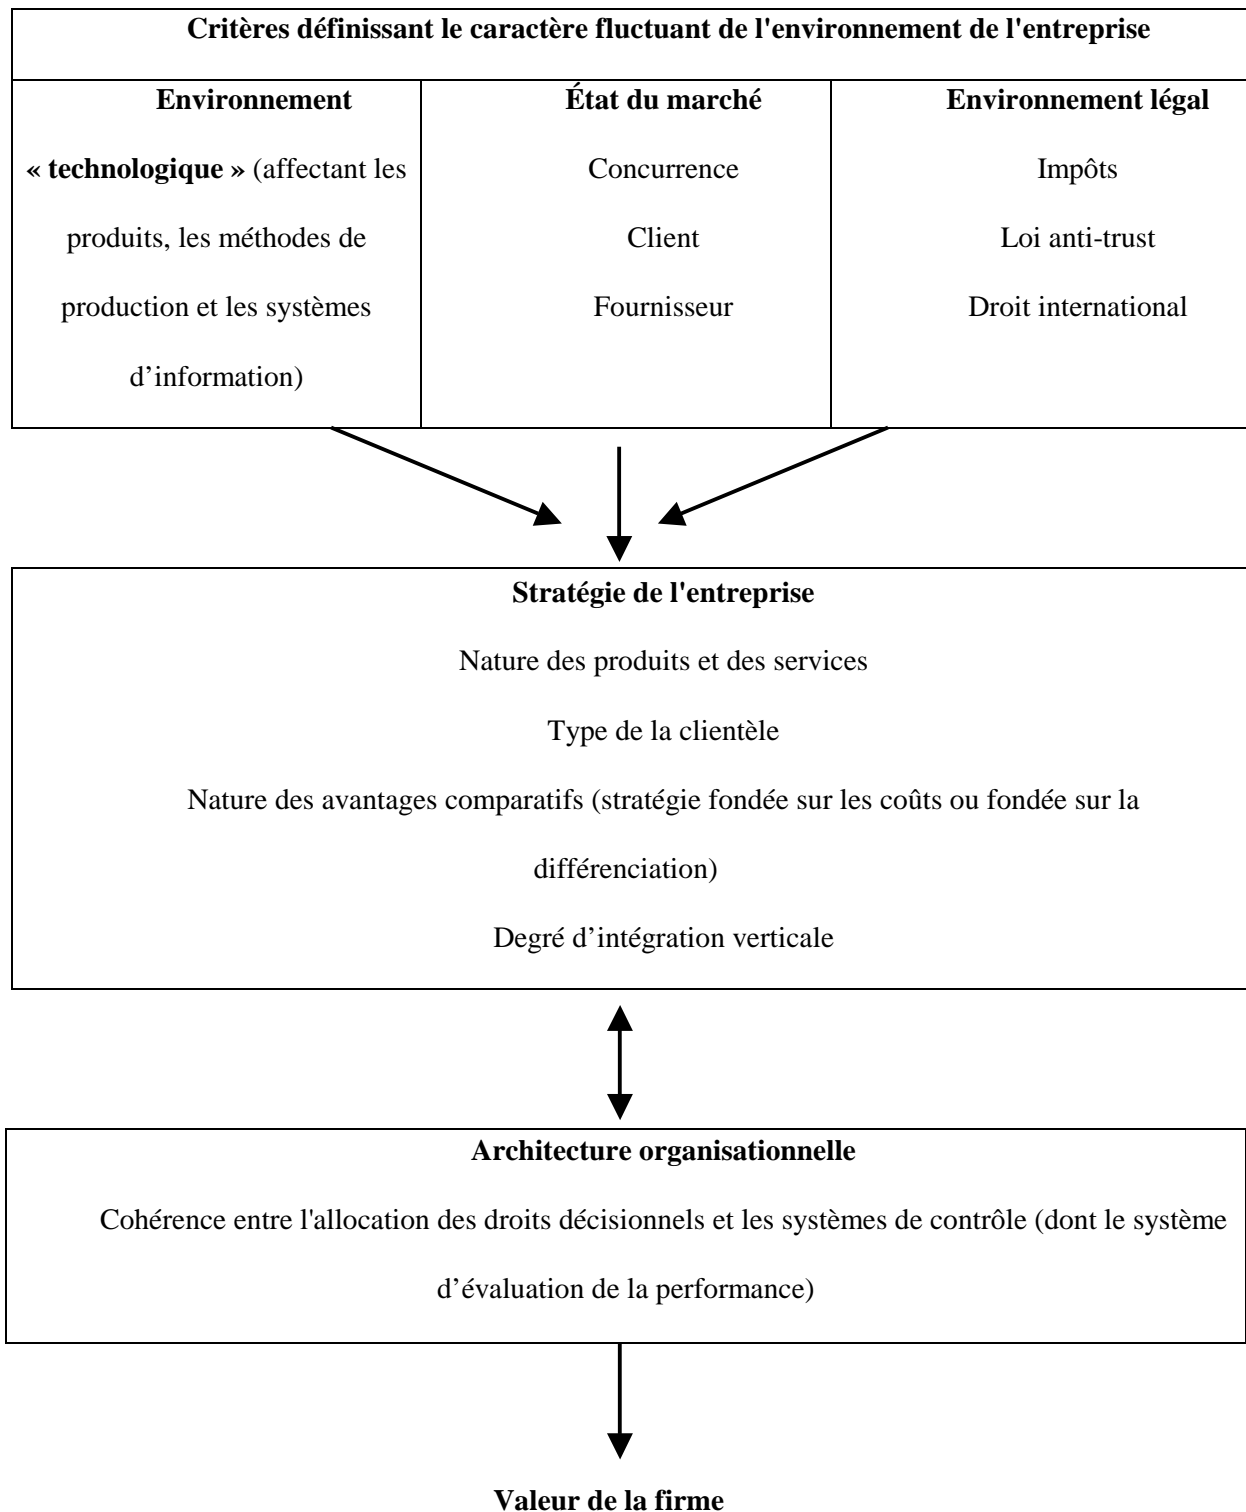 Critères définissant le caractère fluctuant de l'environnement de l'entreprise
Environnement
« technologique » (affectant les
produits, les méthodes de
production et les systèmes
d’information)
État du marché
Concurrence
Client
Fournisseur
Environnement légal
Impôts
Loi anti-trust
Droit international
Stratégie de l'entreprise
Nature des produits et des services
Type de la clientèle
Nature des avantages comparatifs (stratégie fondée sur les coûts ou fondée sur la
différenciation)
Degré d’intégration verticale
Architecture organisationnelle
Cohérence entre l'allocation des droits décisionnels et les systèmes de contrôle (dont le système
d’évaluation de la performance)
Valeur de la firme